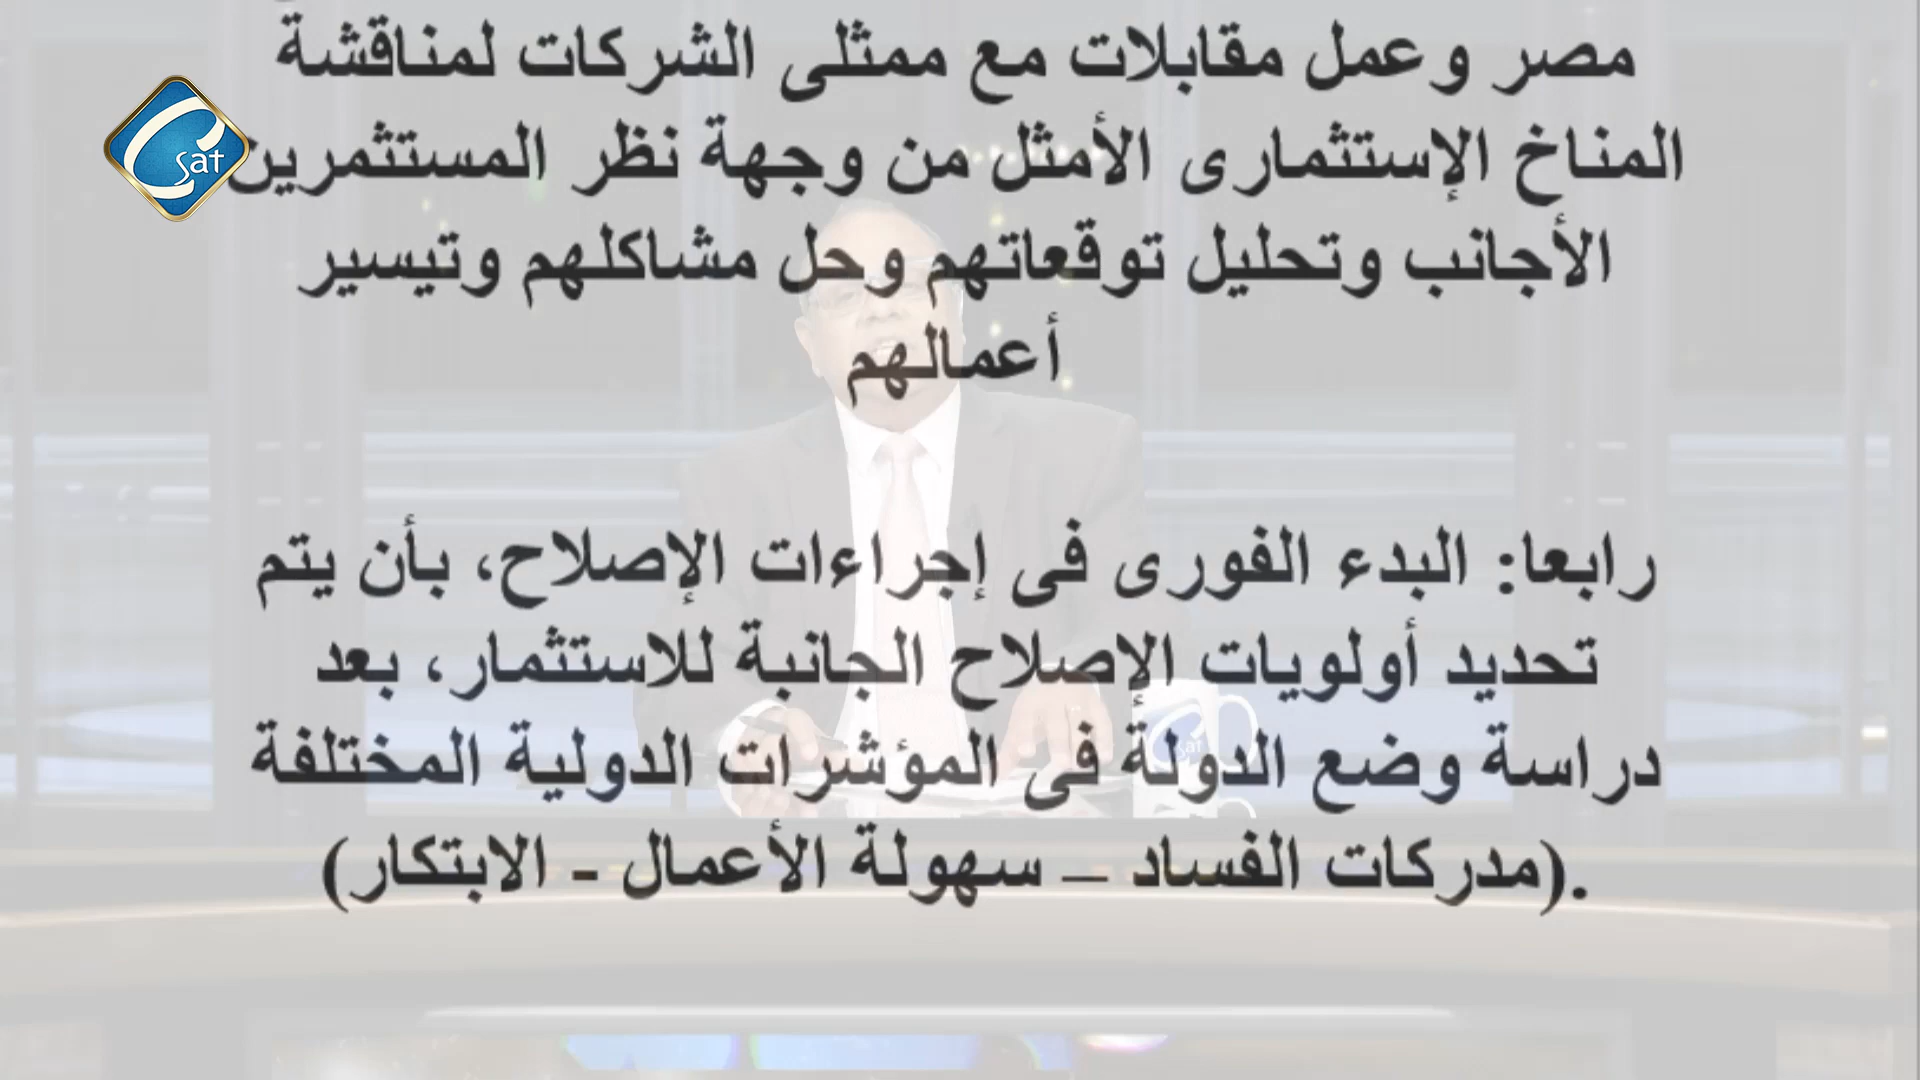 مصر وعمل مقابلات مع ممثلى الشركات لمناقشة
المناخ الإستثمارى الأمثل من وجهة نظر المستثمرين
الأجانب وتحليل توقعاتهم وحل مشاكلهم وتيسير
أعمالهم
رابعا: البدء الفورى فى إجراءات الإصلاح، بأن يتم
تحديد أولويات الإصلاح الجانبة للاستثمار، بعد
دراسة وضع الدولة فى المؤشرات الدولية المختلفة
.(مدركات الفساد – سهولة الأعمال - الابتكار)
C sat
C sat